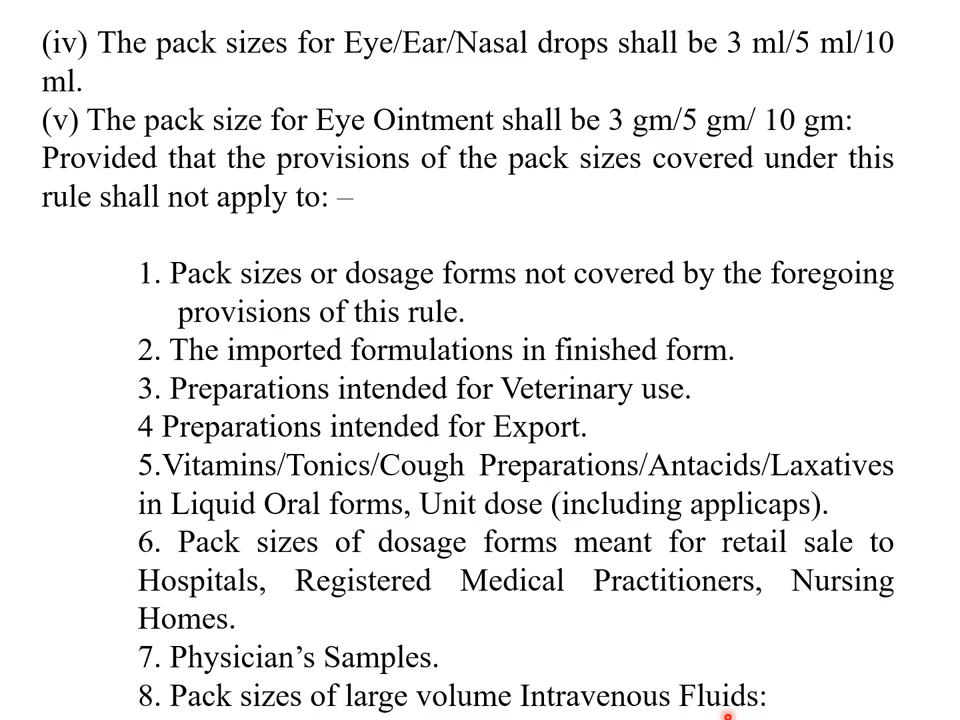 (iv) The pack sizes for Eye/Ear/Nasal drops shall be 3 ml/5 ml/10
ml.
(v) The pack size for Eye Ointment shall be 3 gm/5 gm/ 10 gm:
Provided that the provisions of the pack sizes covered under this
rule shall not apply to: –
1. Pack sizes or dosage forms not covered by the foregoing
provisions of this rule.
2. The imported formulations in finished form.
3. Preparations intended for Veterinary use.
4 Preparations intended for Export.
5.Vitamins/Tonics/Cough Preparations/Antacids/Laxatives
in Liquid Oral forms, Unit dose (including applicaps).
6. Pack sizes of dosage forms meant for retail sale to
Hospitals, Registered Medical Practitioners, Nursing
Homes.
7. Physician’s Samples.
8. Pack sizes of large volume Intravenous Fluids: